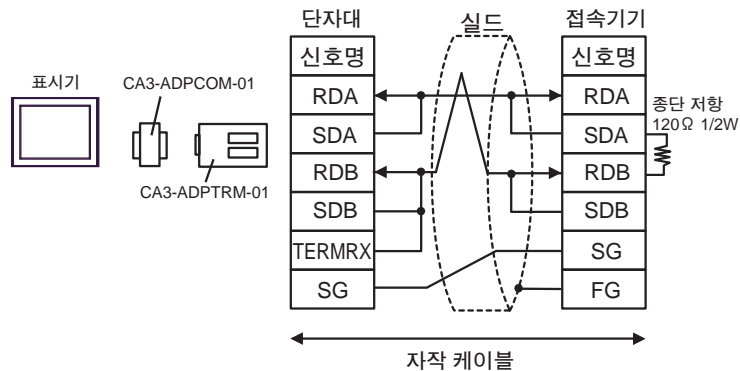 단자대
실드
접속기기
신호명
신호명
표시기
CA3-ADPCOM-01
CA3-ADPTRM-01
RDA
RDA
SDA
SDA
RDB
RDB
SDB
SDB
TERMRX
SG
SG
FG
종단 저항
120Ω 1/2W
자작 케이블